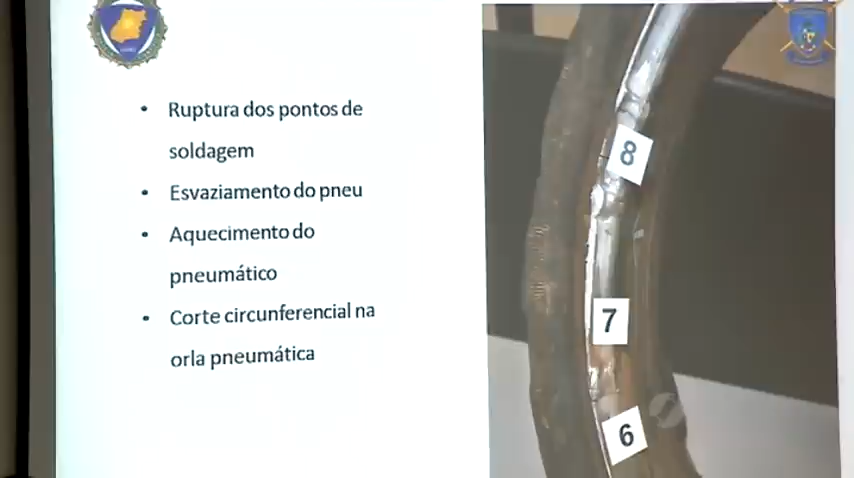 • Ruptura dos pontos de
soldagem
• Esvaziamento do pneu
• Aquecimento do
pneumático
• Corte circunferencial na
orla pneumática
8
7
6